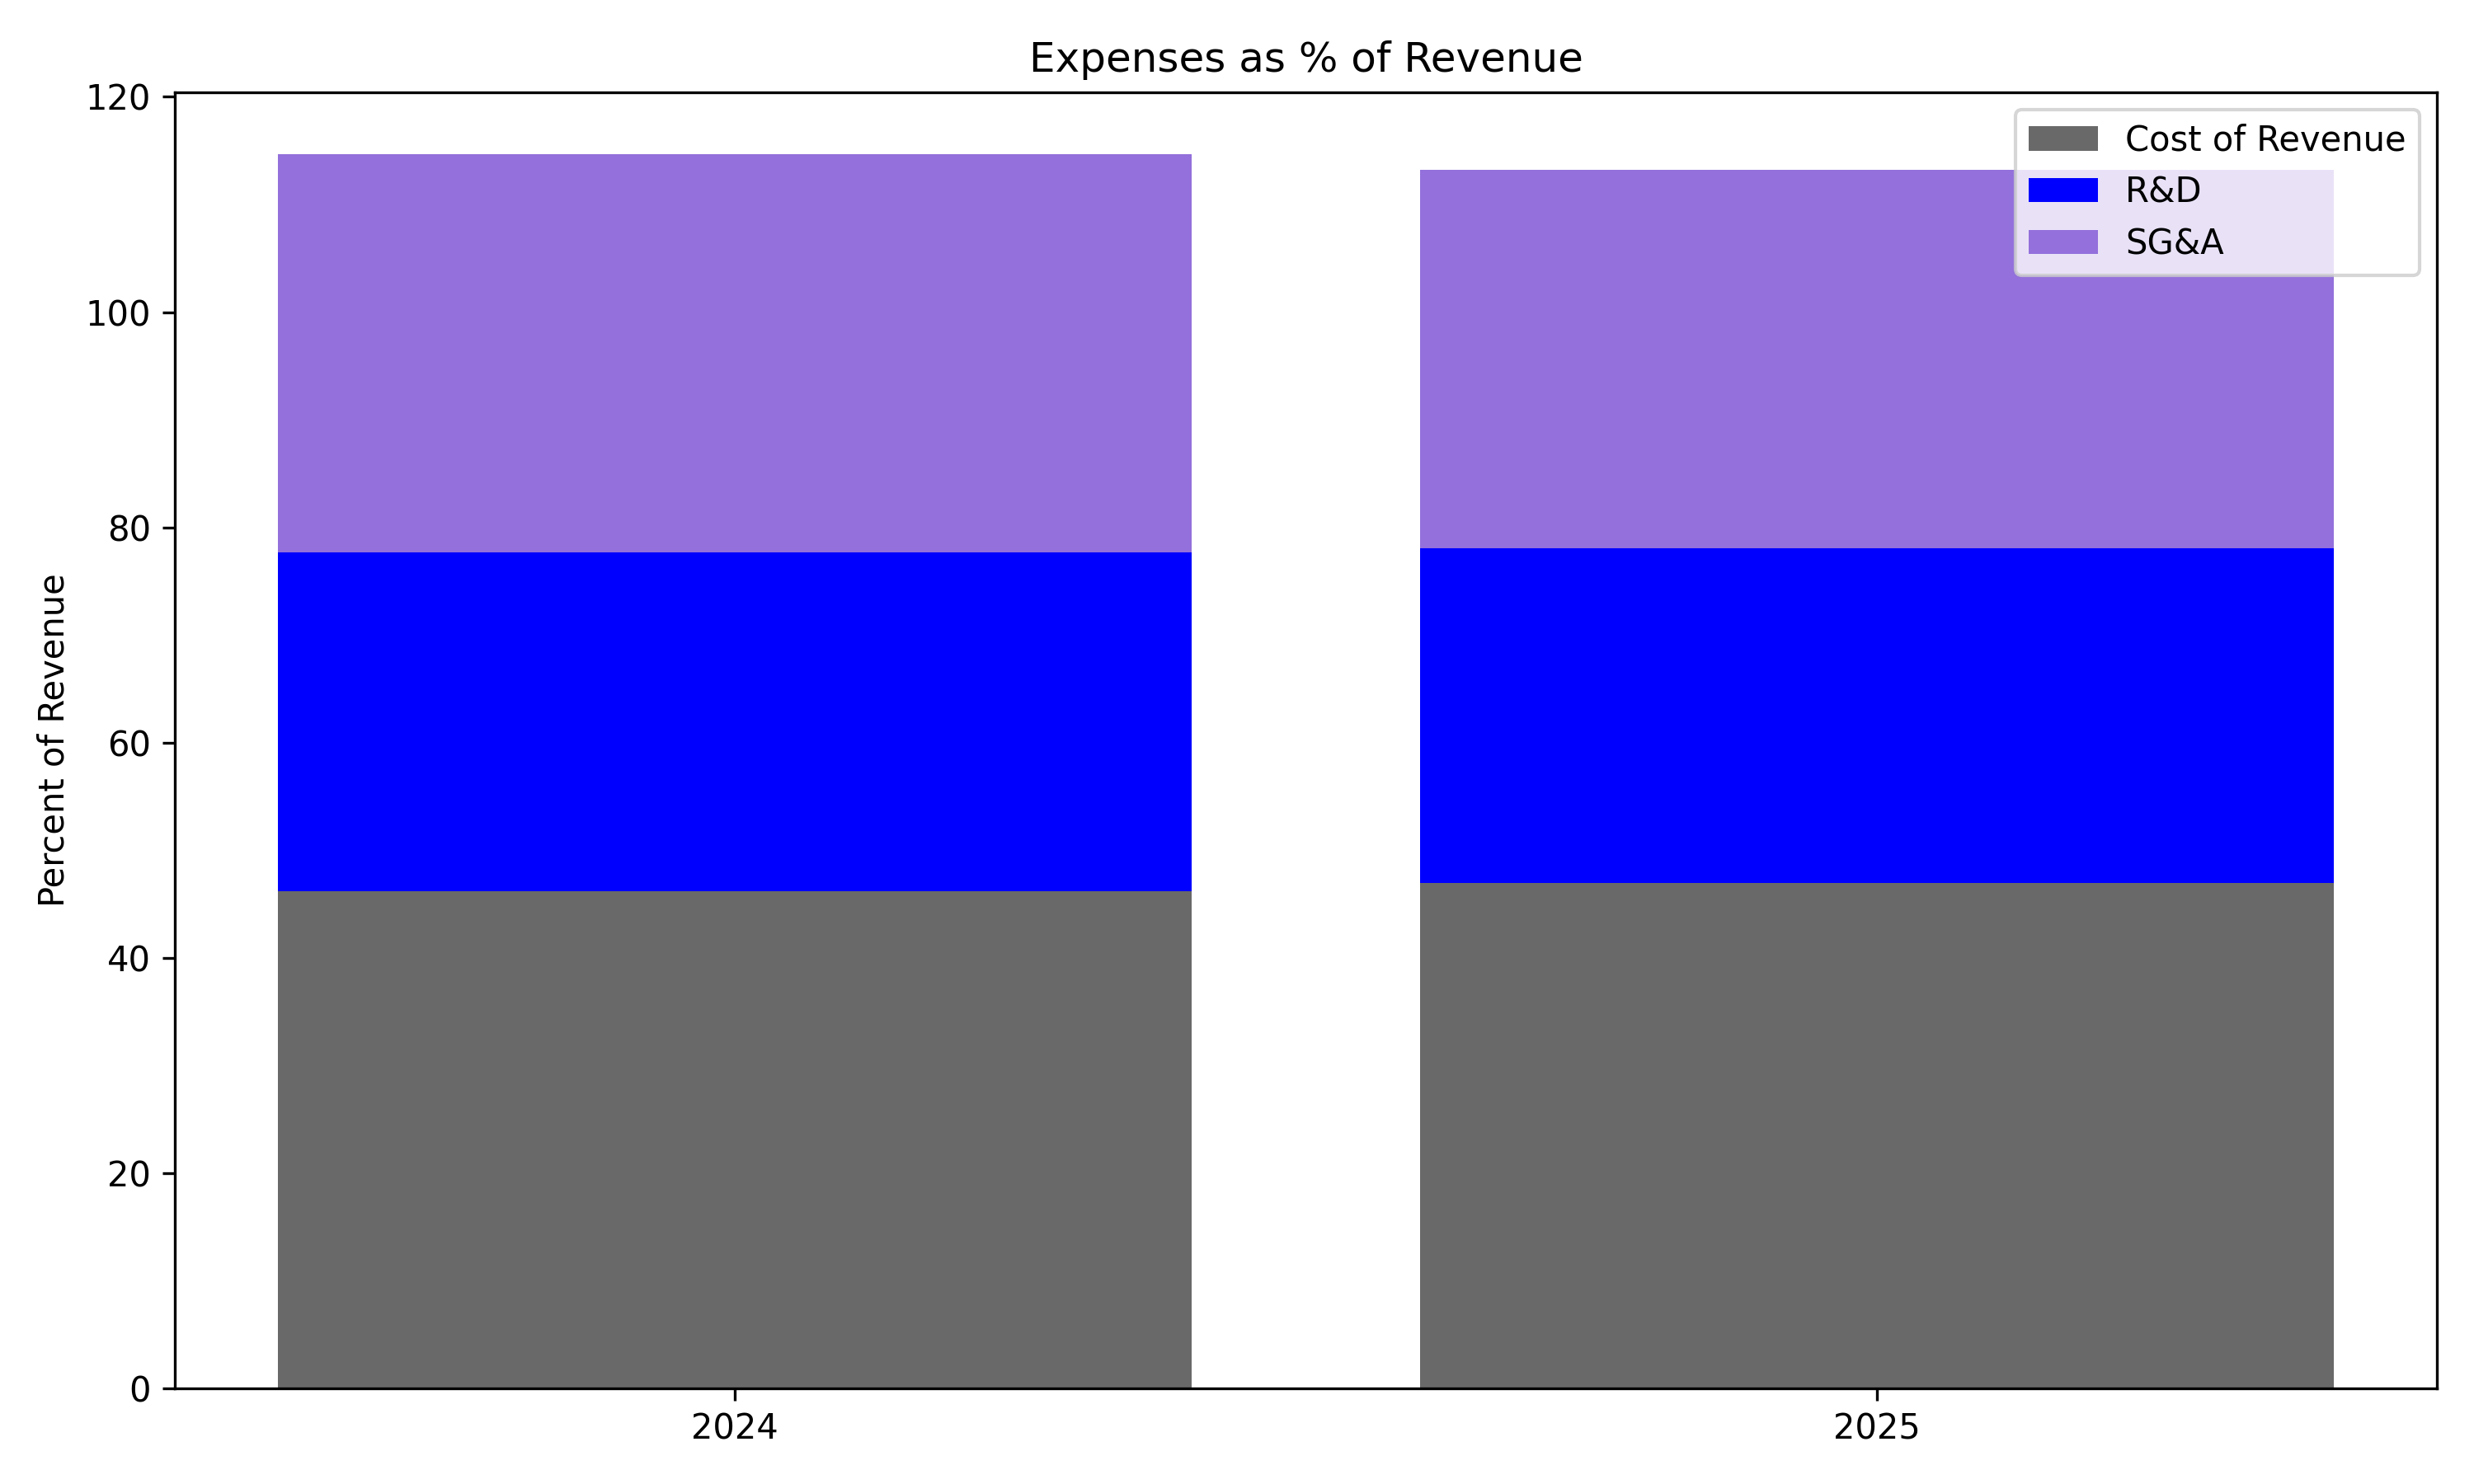 Expenses as % of Revenue
Percent of Revenue
120
100
80
60
40
20
0
2024
2025
Cost of Revenue
R&D
SG&A